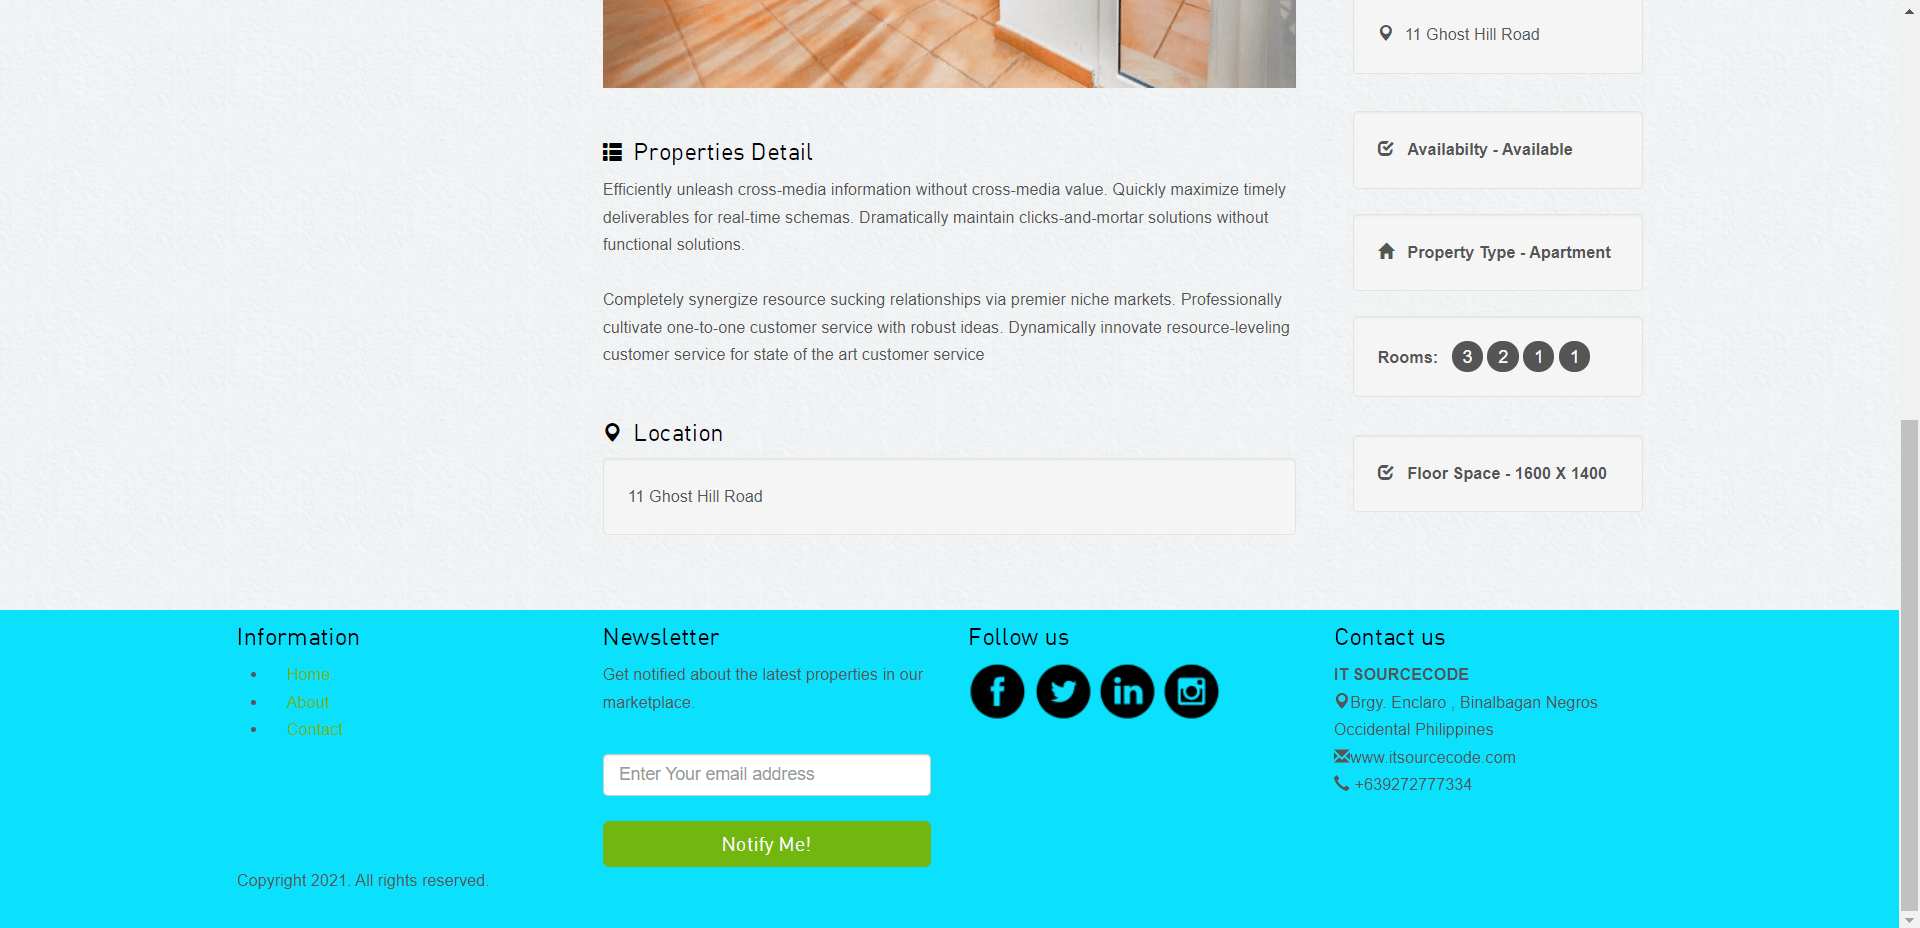 11 Ghost Hill Road
Availabilty - Available
Property Type - Apartment
Rooms: 3 2 1 1
Floor Space - 1600 X 1400
Properties Detail
Efficiently unleash cross-media information without cross-media value. Quickly maximize timely
deliverables for real-time schemas. Dramatically maintain clicks-and-mortar solutions without
functional solutions.
Completely synergize resource sucking relationships via premier niche markets. Professionally
cultivate one-to-one customer service with robust ideas. Dynamically innovate resource-leveling
customer service for state of the art customer service
Location
11 Ghost Hill Road
Information
Home
About
Contact
Newsletter
Get notified about the latest properties in our
marketplace.
Enter Your email address
Notify Me!
Follow us
Contact us
IT SOURCECODE
Brgy. Enclaro , Binalbagan Negros
Occidental Philippines
www.itsourcecode.com
+639272777334
Copyright 2021. All rights reserved.